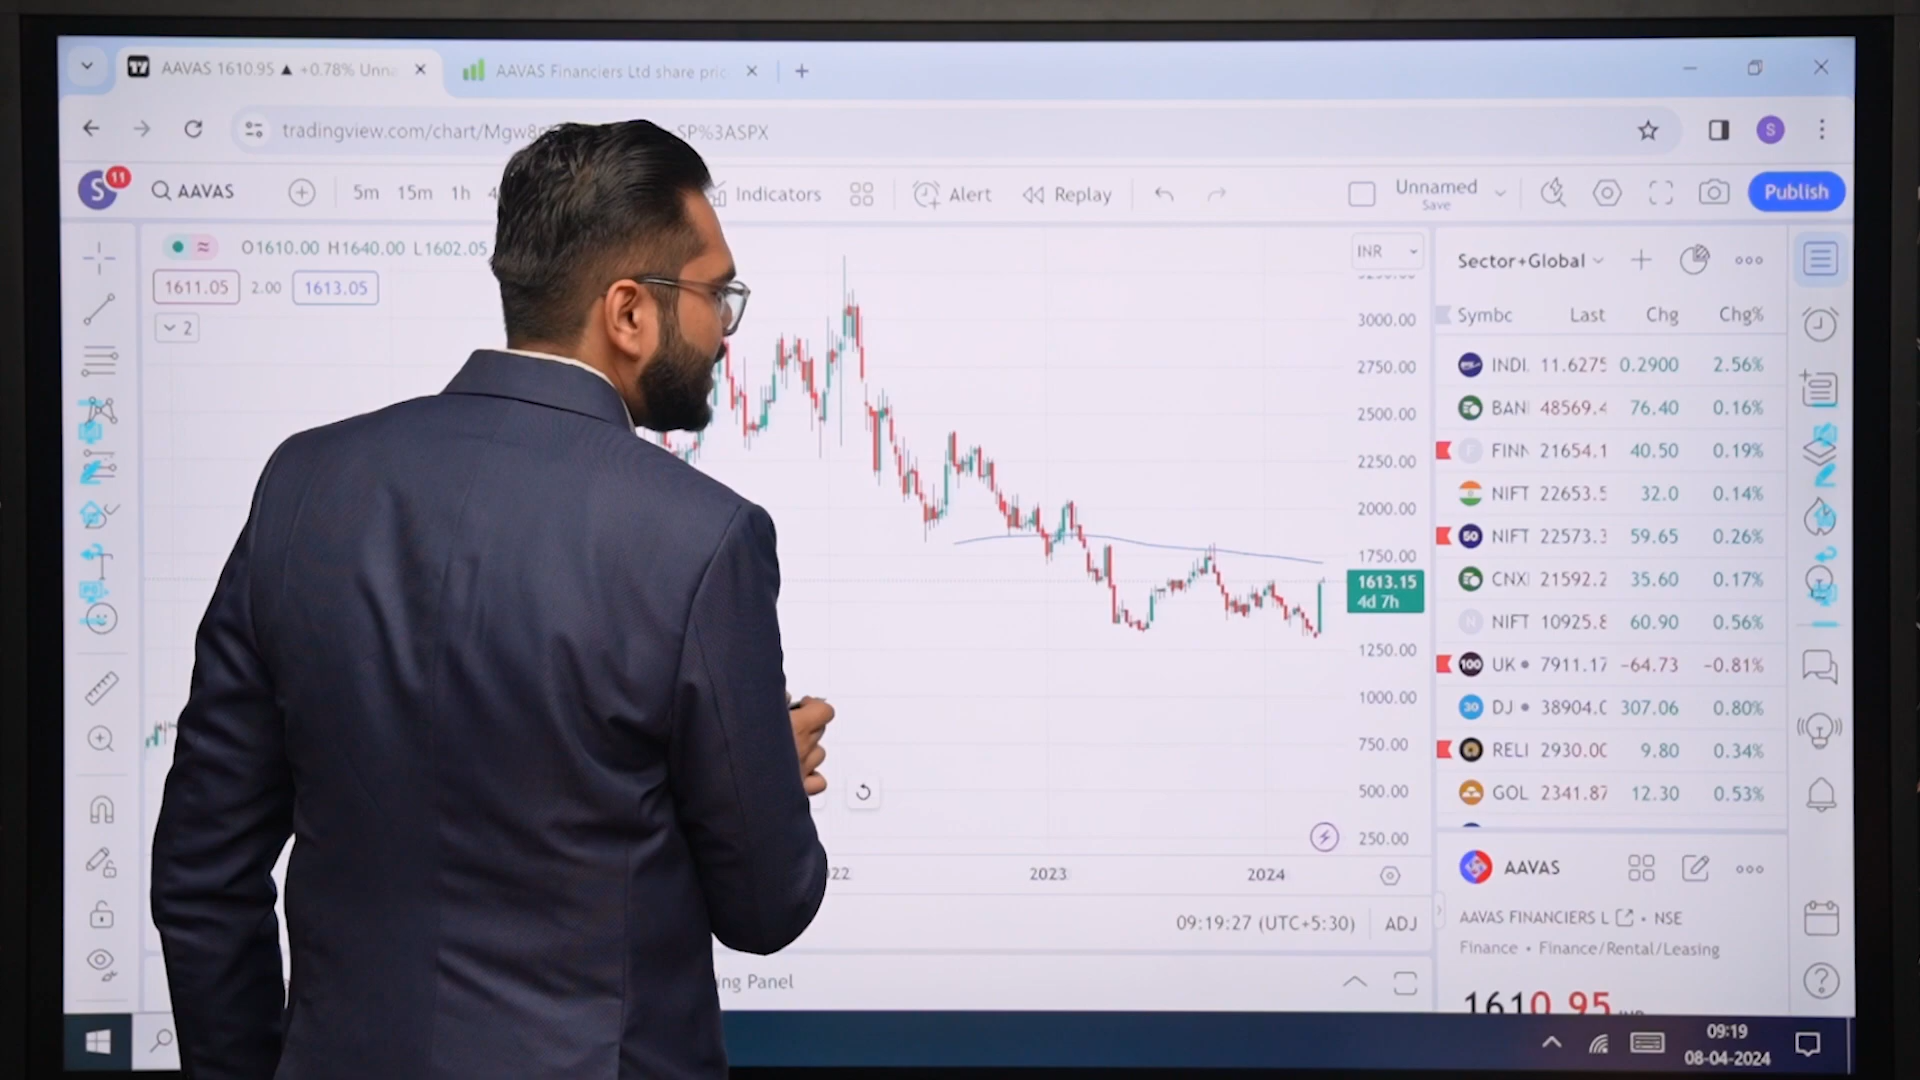 AAVAS 1610.95 ▲ +0.78% Unna
AAVAS Financiers Ltd share pric
tradingview.com/chart/Mgw8 SP%3ASPX
S
S 11
AAVAS
5m 15m 1h 4
Indicators
Alert
Replay
Unnamed
Save
Publish
O1610.00 H1640.00 L1602.05
1611.05 2.00 1613.05
2
INR
3000.00
2750.00
2500.00
2250.00
2000.00
1750.00
1613.15
4d 7h
1250.00
1000.00
750.00
500.00
250.00
22 2023 2024
09:19:27 (UTC+5:30) ADJ
ng Panel
Sector+Global
Symbc Last Chg Chg%
INDI. 11.6275 0.2900 2.56%
BAN 48569.4 76.40 0.16%
FINN 21654.1 40.50 0.19%
NIFT 22653.5 32.0 0.14%
50 NIFT 22573.3 59.65 0.26%
CNX 21592.2 35.60 0.17%
N NIFT 10925.8 60.90 0.56%
100 UK 7911.17 −64.73 −0.81%
30 DJ 38904.0 307.06 0.80%
RELI 2930.00 9.80 0.34%
GOL 2341.87 12.30 0.53%
AAVAS
AAVAS FINANCIERS L • NSE
Finance • Finance/Rental/Leasing
1610.95
09:19
08-04-2024